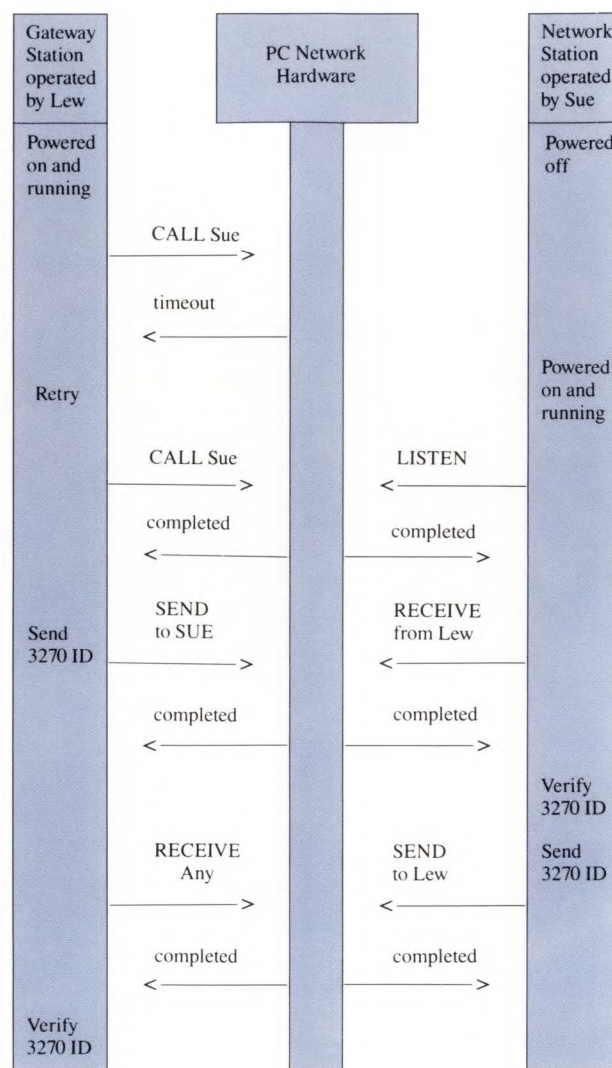 Gateway
Station
operated
by Lew
PC Network
Hardware
Network
Station
operated
by Sue
Powered
on and
running
Powered
off
CALL Sue
timeout
Powered
on and
running
Retry
CALL Sue
LISTEN
completed
completed
Send
3270 ID
SEND
to SUE
RECEIVE
from Lew
completed
completed
Verify
3270 ID
RECEIVE
Any
SEND
to Lew
Send
3270 ID
completed
completed
Verify
3270 ID